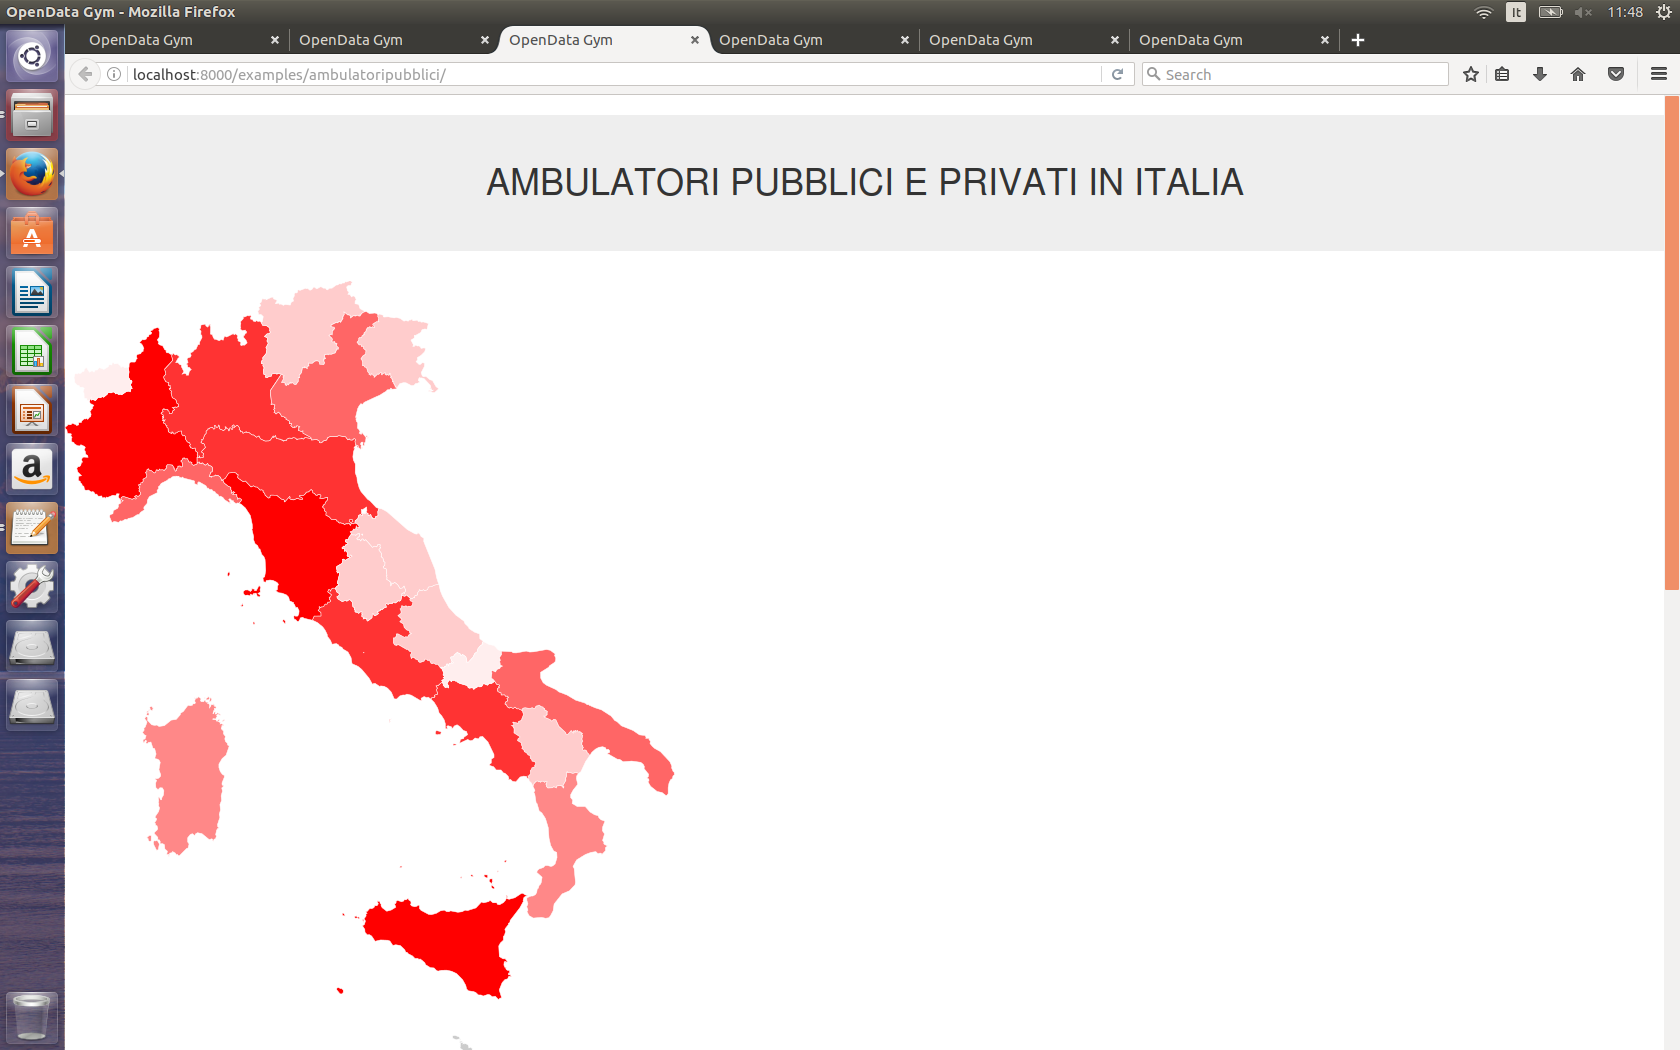 OpenData Gym - Mozilla Firefox
It
11:48
OpenData Gym
OpenData Gym
OpenData Gym
OpenData Gym
OpenData Gym
OpenData Gym
localhost:8000/examples/ambulatoripubblici/
Search
AMBULATORI PUBBLICI E PRIVATI IN ITALIA